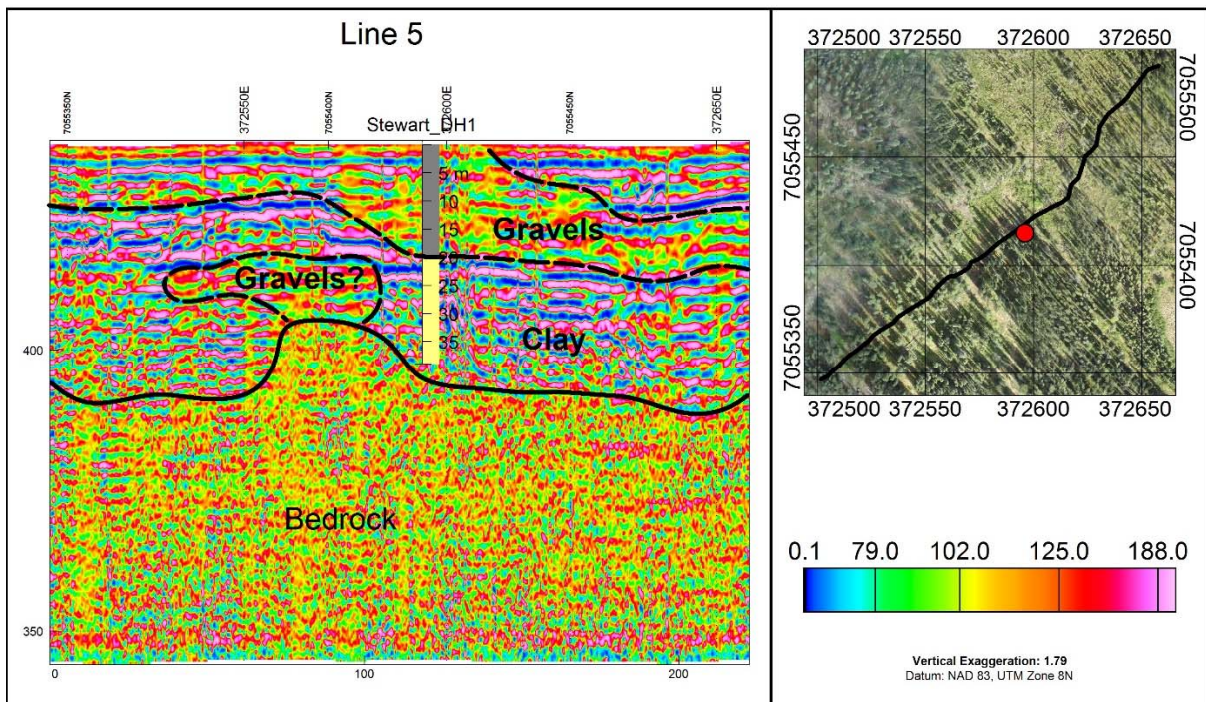 Line 5
7055350N
372550E
7055400N
372600E
7055450N
372650E
Stewart_DH1
5 m
10
15
20
25
30
35
Gravels
Gravels?
Clay
Bedrock
400
350
0
100
200
372500 372550 372600 372650
7055450
7055350
7055500
7055400
372500 372550 372600 372650
0.1 79.0 102.0 125.0 188.0
Vertical Exaggeration: 1.79
Datum: NAD 83, UTM Zone 8N